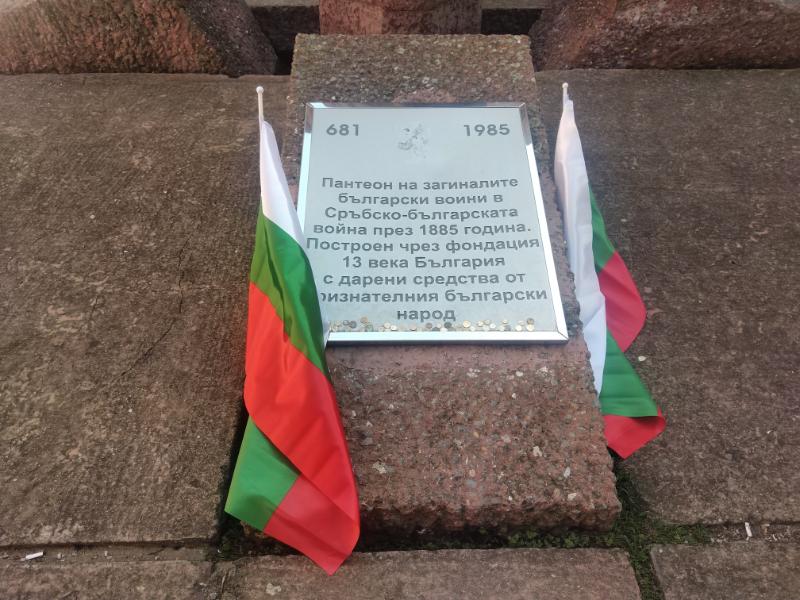 681 1985
Пантеон на загиналите
български воини в
Сръбско-българската
война през 1885 година.
Построен чрез фондация
13 века България
с дарени средства от
ризнателния български
народ